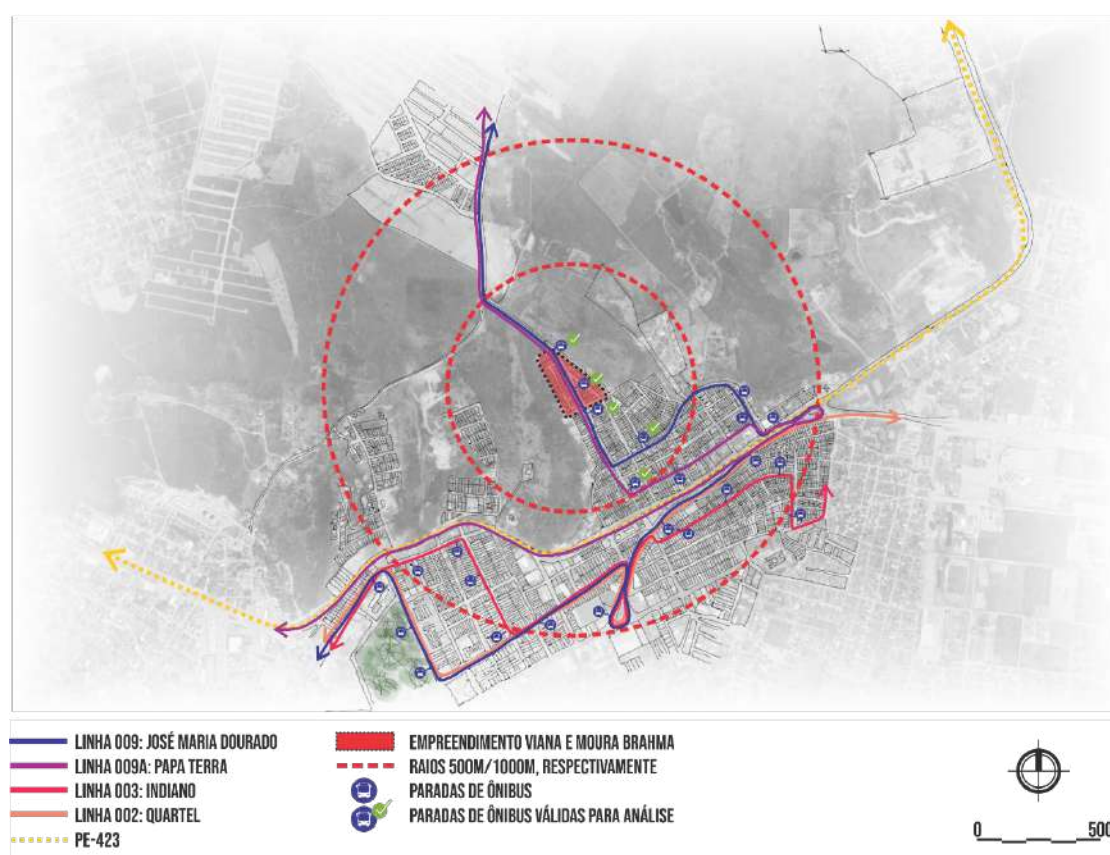 LINHA 009: JOSÉ MARIA DOURADO
LINHA 009A: PAPA TERRA
LINHA 003: INDIANO
LINHA 002: QUARTEL
PE-423
EMPREENDIMENTO VIANA E MOURA BRAHMA
RAIOS 500M/1000M, RESPECTIVAMENTE
PARADAS DE ÔNIBUS
PARADAS DE ÔNIBUS VÁLIDAS PARA ANÁLISE
0 500